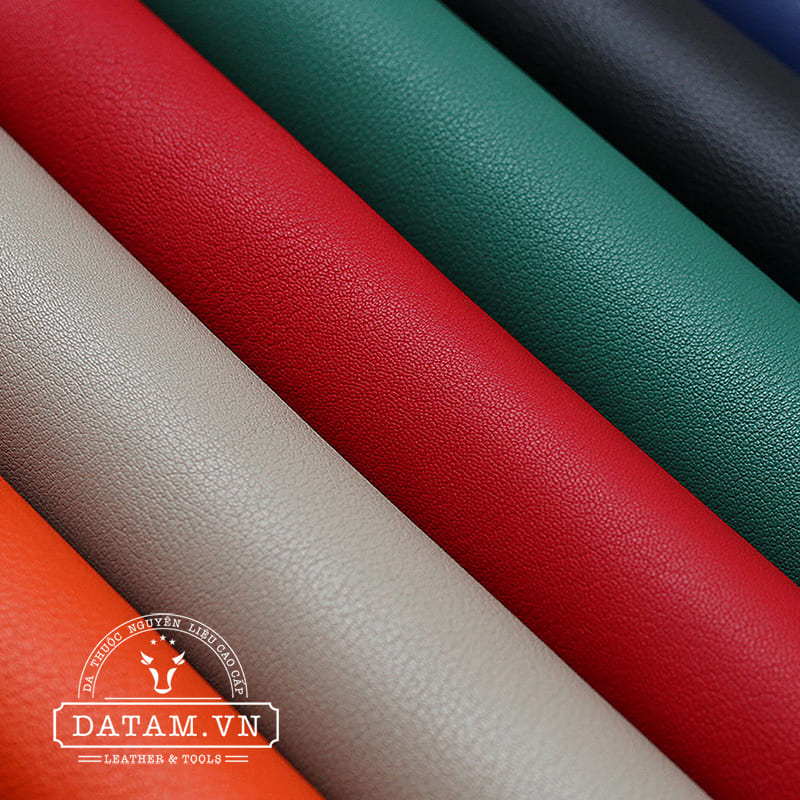 DA THUỘC NGUYÊN LIỆU CAO CẤP
DATAM.VN
LEATHER & TOOLS